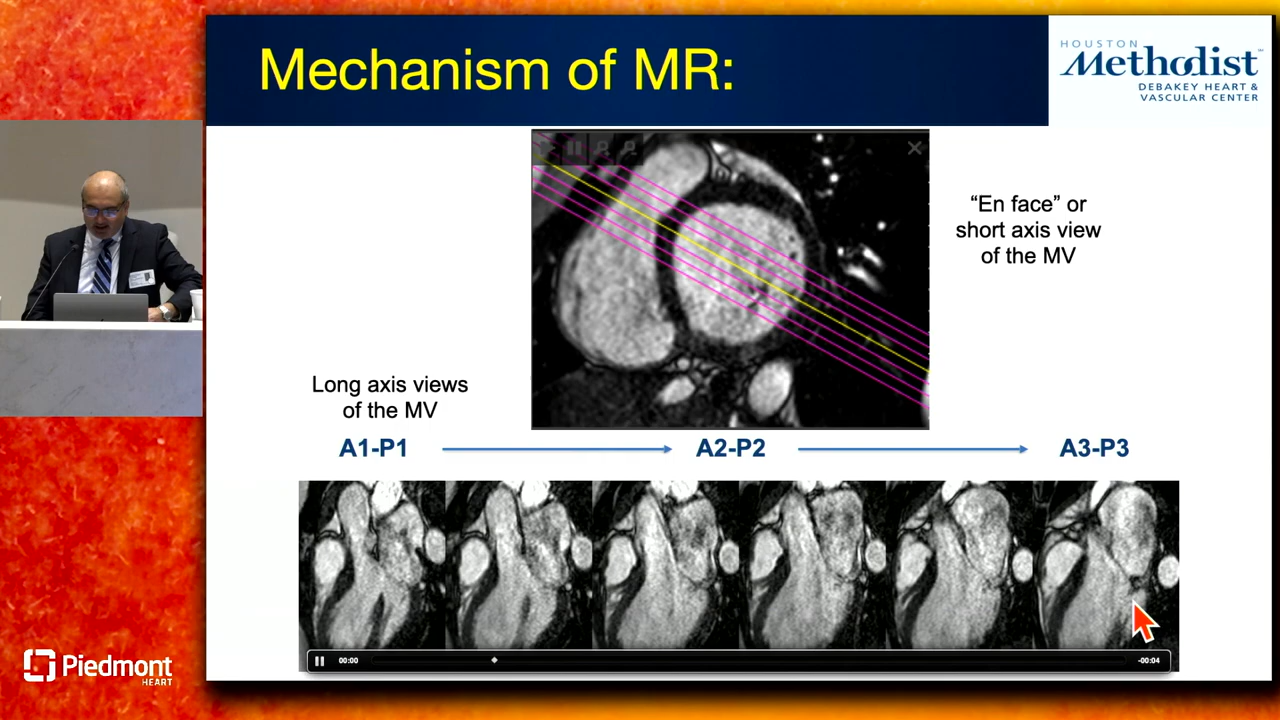 Mechanism of MR:
HOUSTON
Methodist
DEBAKEY HEART &
VASCULAR CENTER
“En face” or
short axis view
of the MV
Long axis views
of the MV
A1-P1
A2-P2
A3-P3
00:00
-00:04
Piedmont
HEART